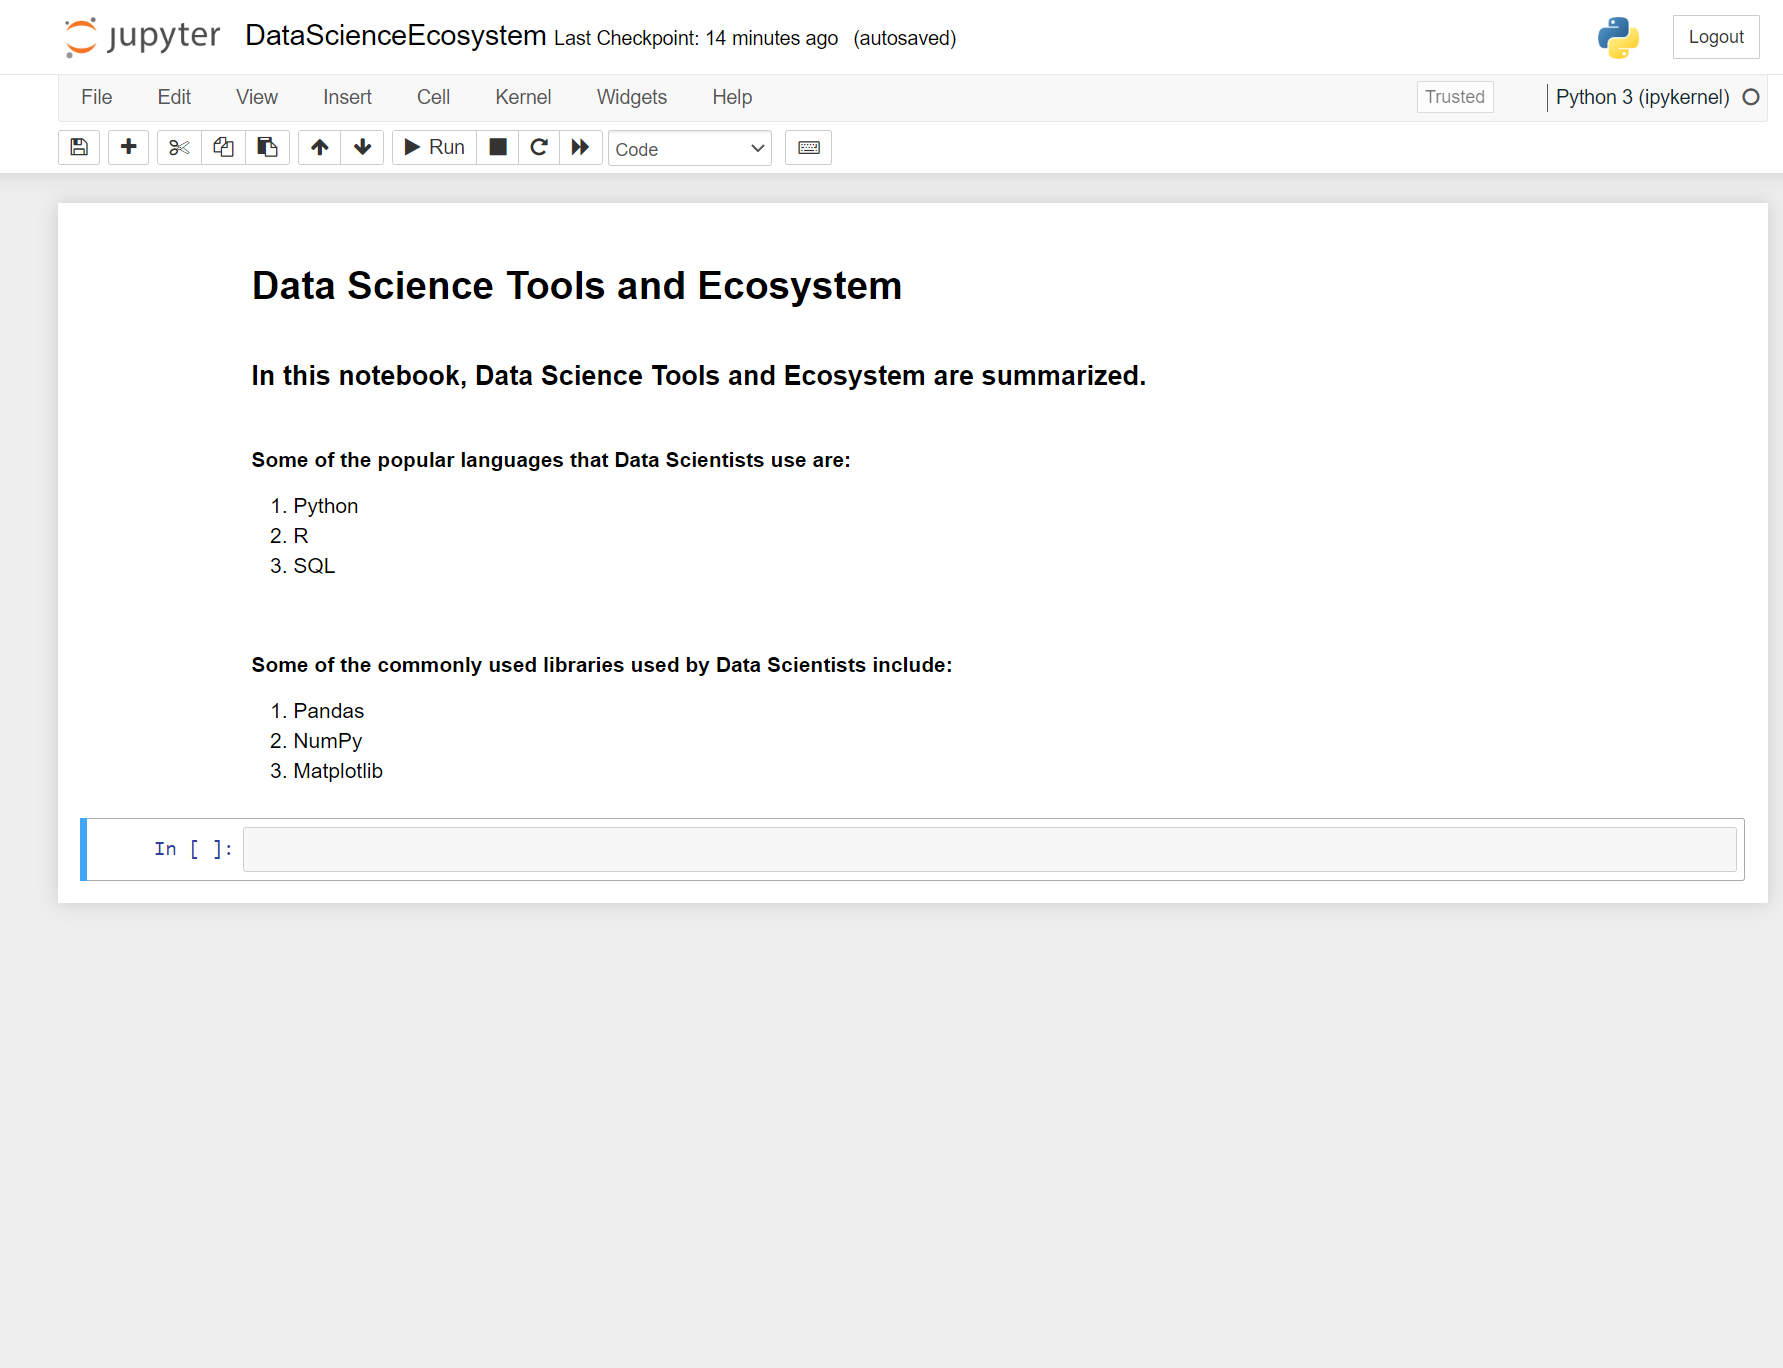 jupyter DataScienceEcosystem Last Checkpoint: 14 minutes ago (autosaved) Logout
File Edit View Insert Cell Kernel Widgets Help Trusted Python 3 (ipykernel)
Run Code
Data Science Tools and Ecosystem
In this notebook, Data Science Tools and Ecosystem are summarized.
Some of the popular languages that Data Scientists use are:
1. Python
2. R
3. SQL
Some of the commonly used libraries used by Data Scientists include:
1. Pandas
2. NumPy
3. Matplotlib
In [ ]: